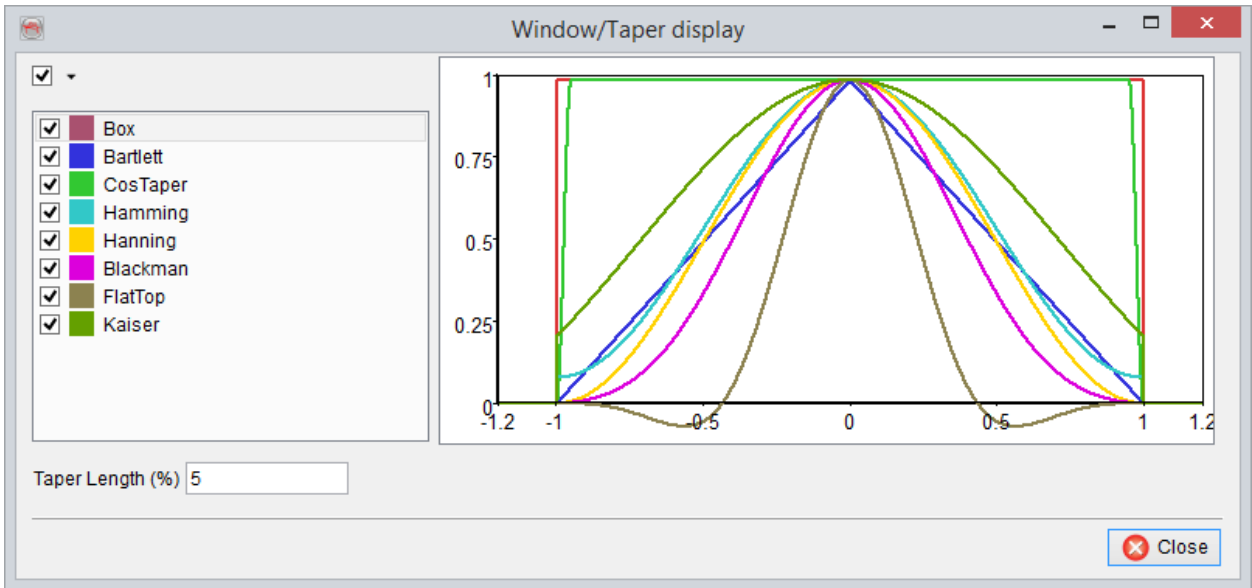 Window/Taper display
Box
Bartlett
CosTaper
Hamming
Hanning
Blackman
FlatTop
Kaiser
1
0.75
0.5
0.25
0
-1.2 -1 -0.5 0 0.5 1 1.2
Taper Length (%) 5
Close